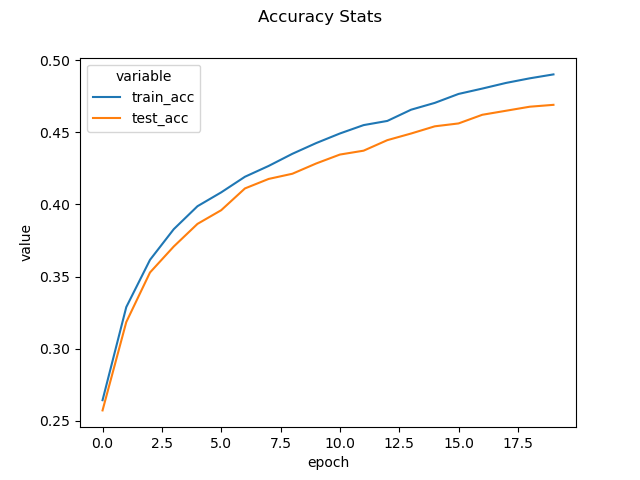 Accuracy Stats
variable
train_acc
test_acc
0.50
0.45
0.40
0.35
0.30
0.25
value
0.0 2.5 5.0 7.5 10.0 12.5 15.0 17.5
epoch